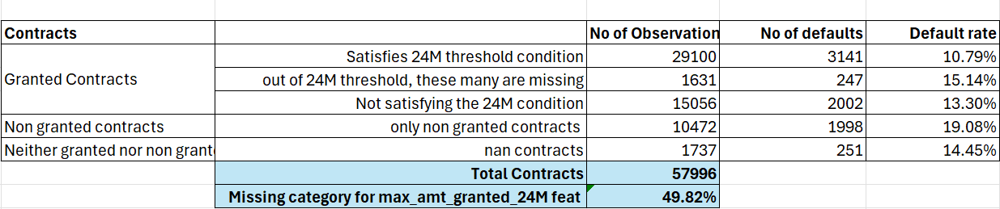 Contracts No of Observation No of defaults Default rate
Satisfies 24M threshold condition 29100 3141 10.79%
Granted Contracts out of 24M threshold, these many are missing 1631 247 15.14%
Not satisfying the 24M condition 15056 2002 13.30%
Non granted contracts only non granted contracts 10472 1998 19.08%
Neither granted nor non grant nan contracts 1737 251 14.45%
Total Contracts 57996
Missing category for max_amt_granted_24M feat 49.82%